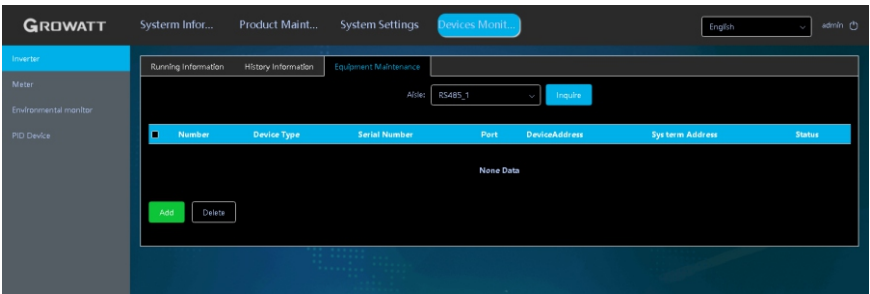 GROWATT
Systerm Infor...
Product Maint...
System Settings
Devices Monit...
English
admin
Inverter
Meter
Environmental monitor
PID Device
Running Information
History Information
Equipment Maintenance
Aisle: RS485_1 Inquire
Number Device Type Serial Number Port DeviceAddress Systerm Address Status
None Data
Add Delete